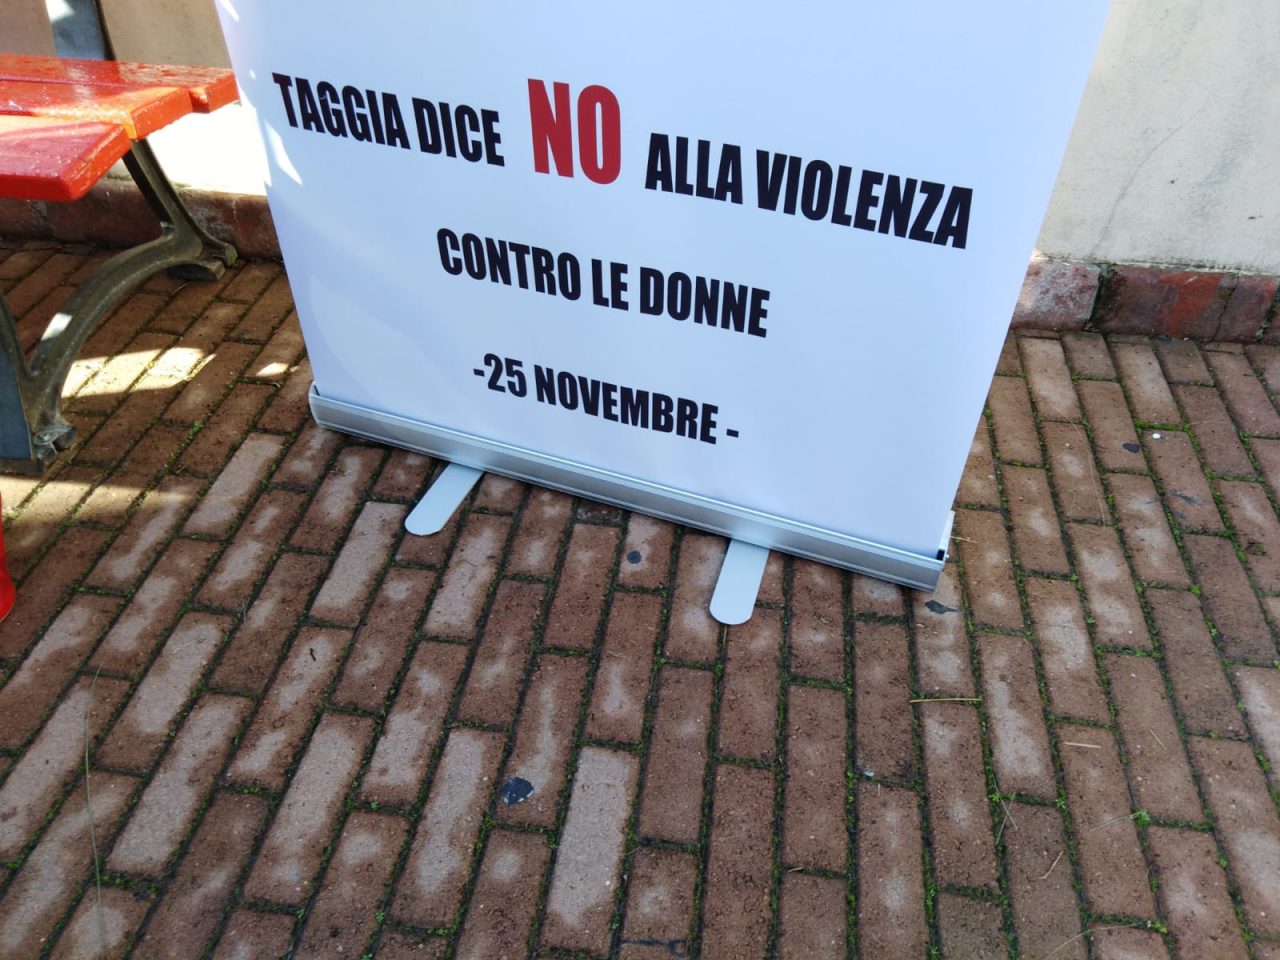 TAGGIA DICE NO ALLA VIOLENZA
CONTRO LE DONNE
-25 NOVEMBRE -